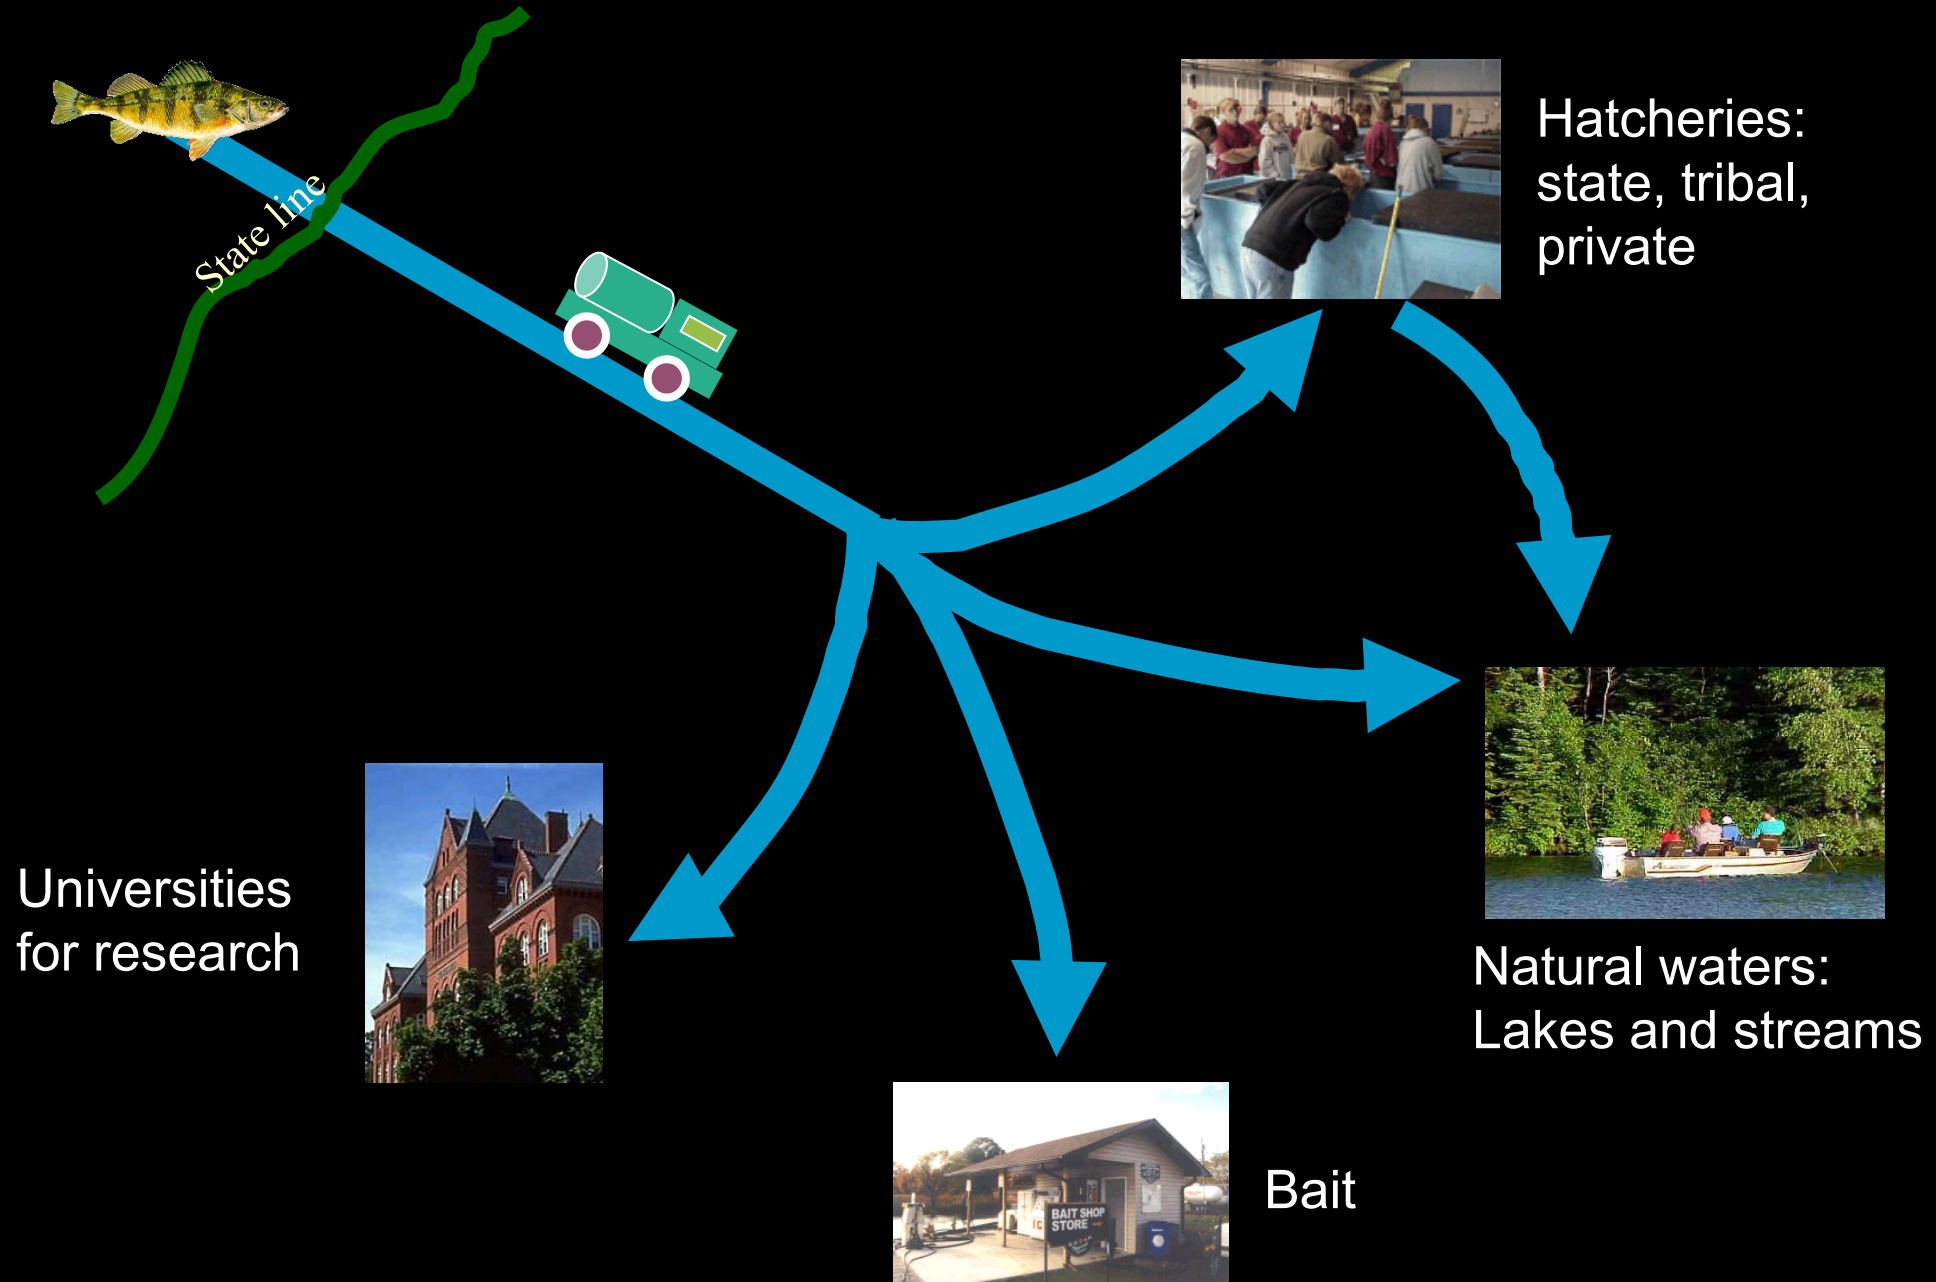 State line
Hatcheries:
state, tribal,
private
Universities
for research
Natural waters:
Lakes and streams
BAIT SHOP
STORE
Bait